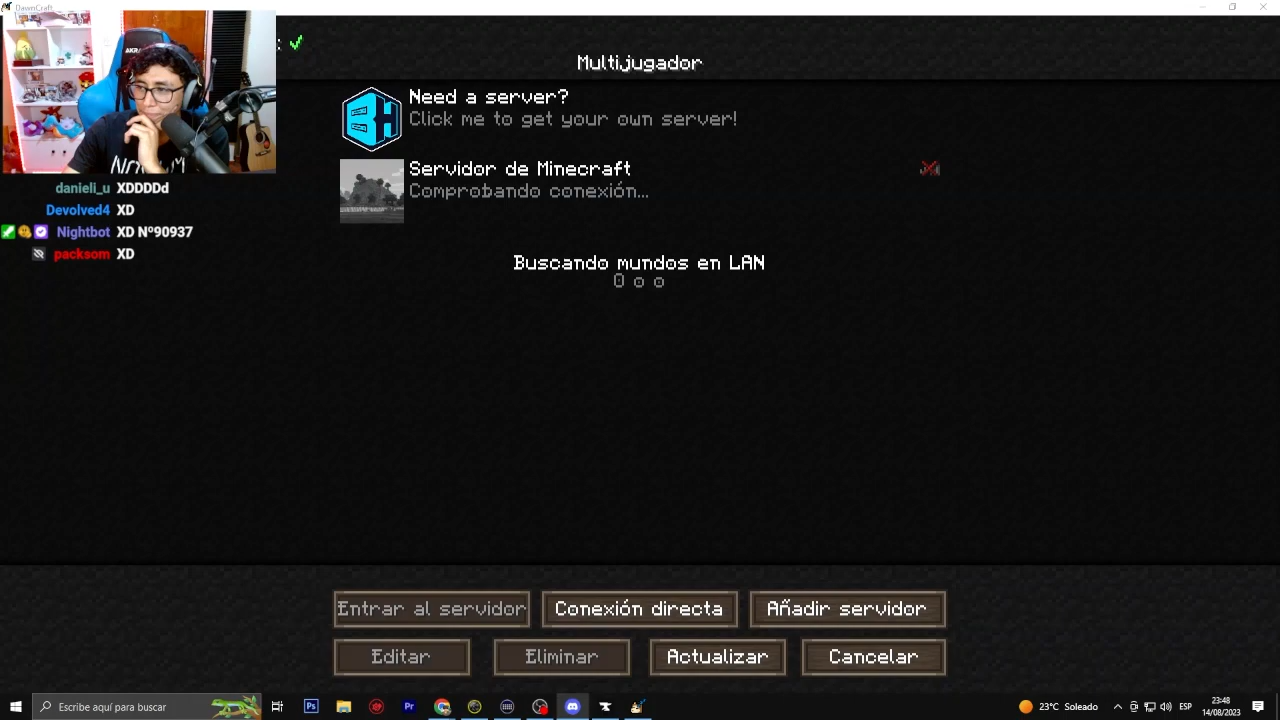 DawnCraft
Multijugador
Need a server?
Click me to get your own server!
Servidor de Minecraft
Comprobando conexión...
danieli_u XDDDDd
Devolved4 XD
Nightbot XD Nº90937
packsom XD
Buscando mundos en LAN
O o o
Entrar al servidor
Conexión directa
Añadir servidor
Editar
Eliminar
Actualizar
Cancelar
Escribe aquí para buscar
Ps
Pr
23°C Soleado
ESP
23:48
14/08/2023